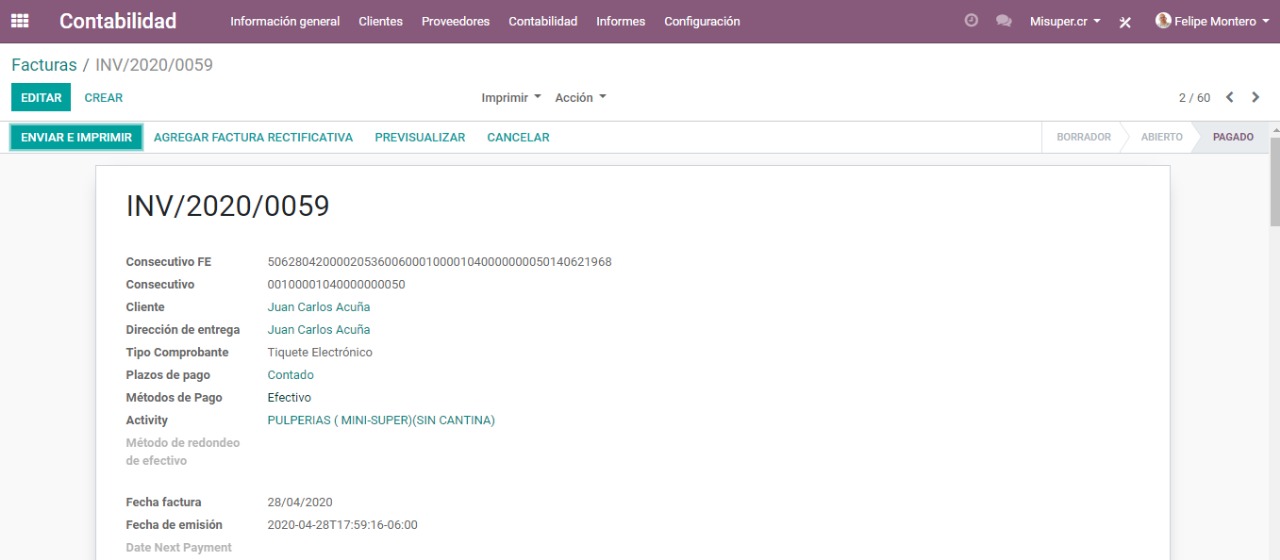 Contabilidad Información general Clientes Proveedores Contabilidad Informes Configuración Misuper.cr Felipe Montero
Facturas / INV/2020/0059
EDITAR CREAR Imprimir Acción 2 / 60
ENVIAR E IMPRIMIR AGREGAR FACTURA RECTIFICATIVA PREVISUALIZAR CANCELAR BORRADOR ABIERTO PAGADO
INV/2020/0059
Consecutivo FE 50628042000020536006000100001040000000050140621968
Consecutivo 00100001040000000050
Cliente Juan Carlos Acuña
Dirección de entrega Juan Carlos Acuña
Tipo Comprobante Tiquete Electrónico
Plazos de pago Contado
Métodos de Pago Efectivo
Activity PULPERIAS ( MINI-SUPER)(SIN CANTINA)
Método de redondeo
de efectivo
Fecha factura 28/04/2020
Fecha de emisión 2020-04-28T17:59:16-06:00
Date Next Payment